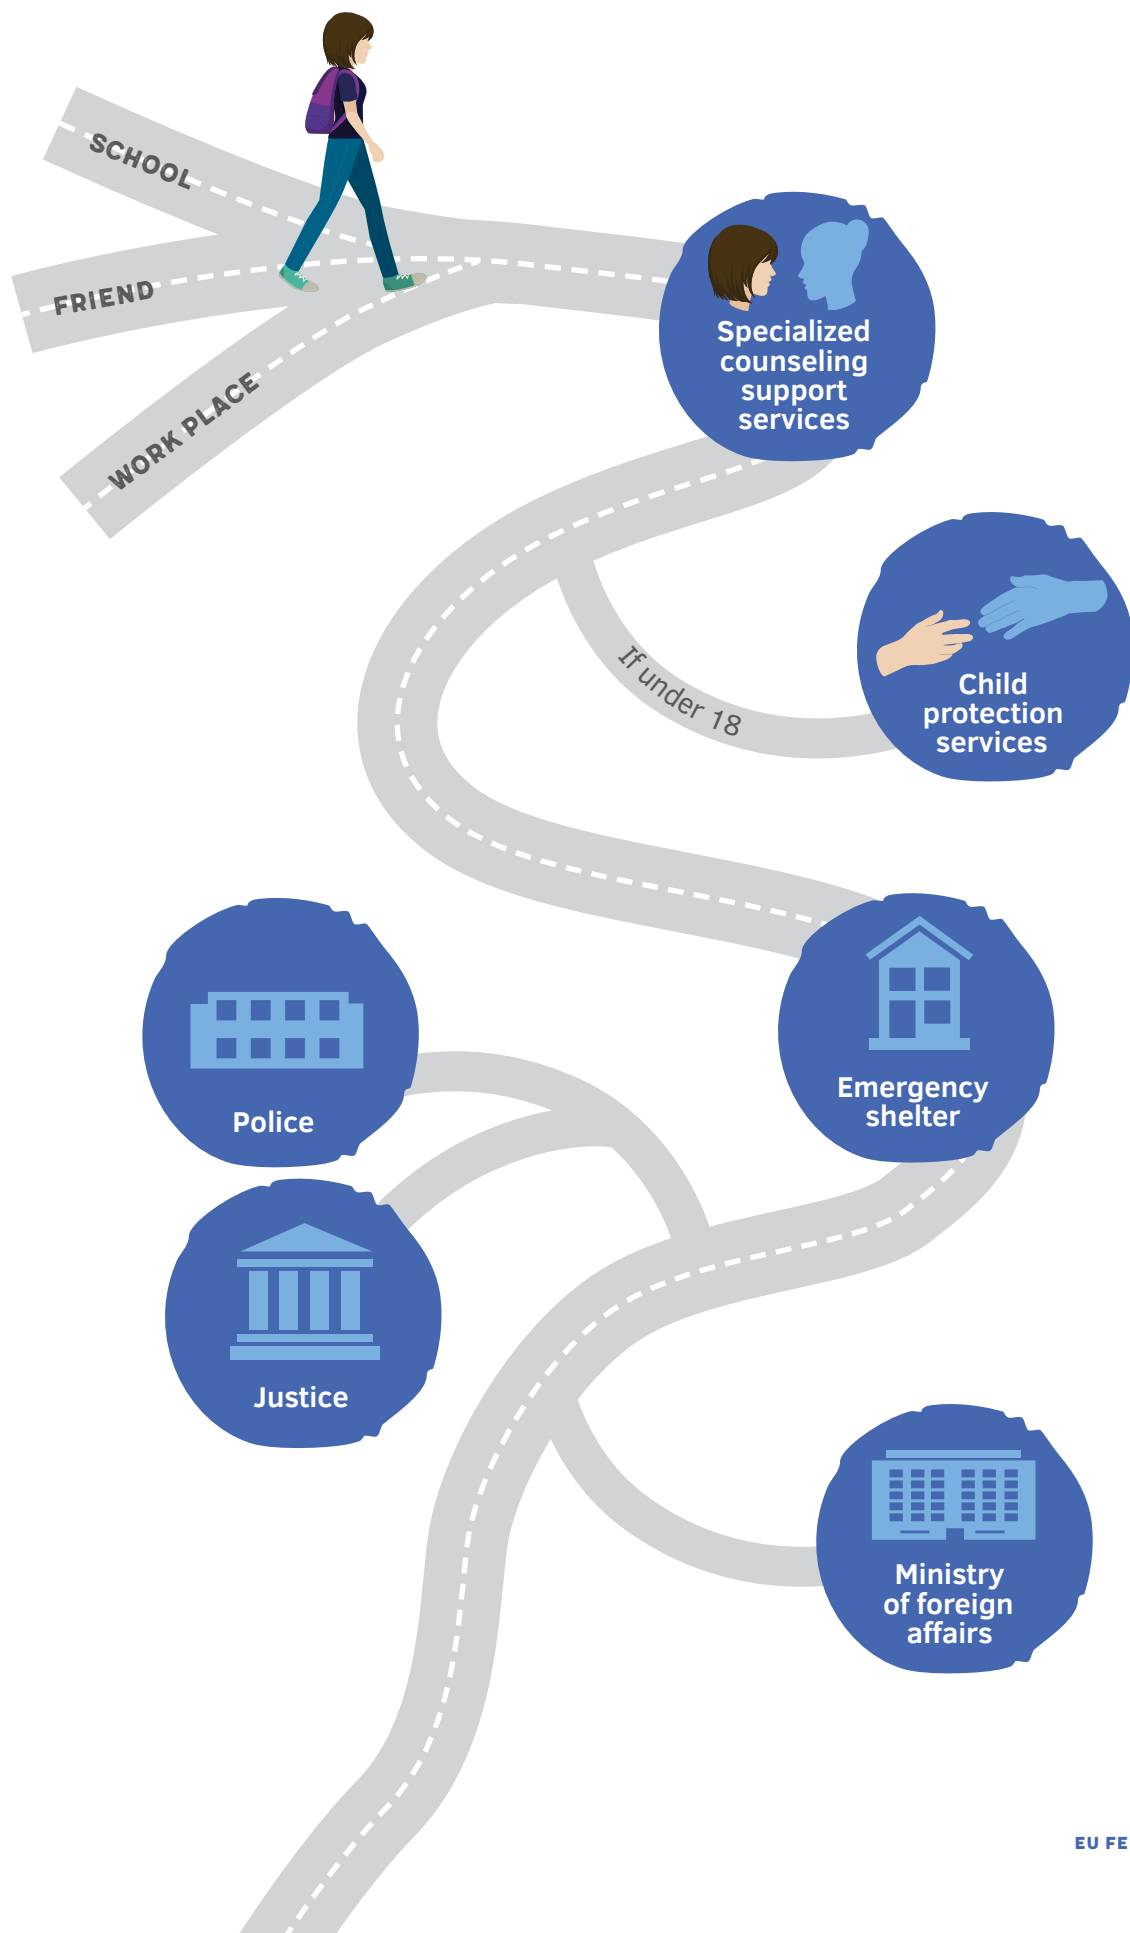 SCHOOL
FRIEND
WORK PLACE
Specialized
counseling
support
services
If under 18
Child
protection
services
Emergency
shelter
Police
Justice
Ministry
of foreign
affairs
EU FE